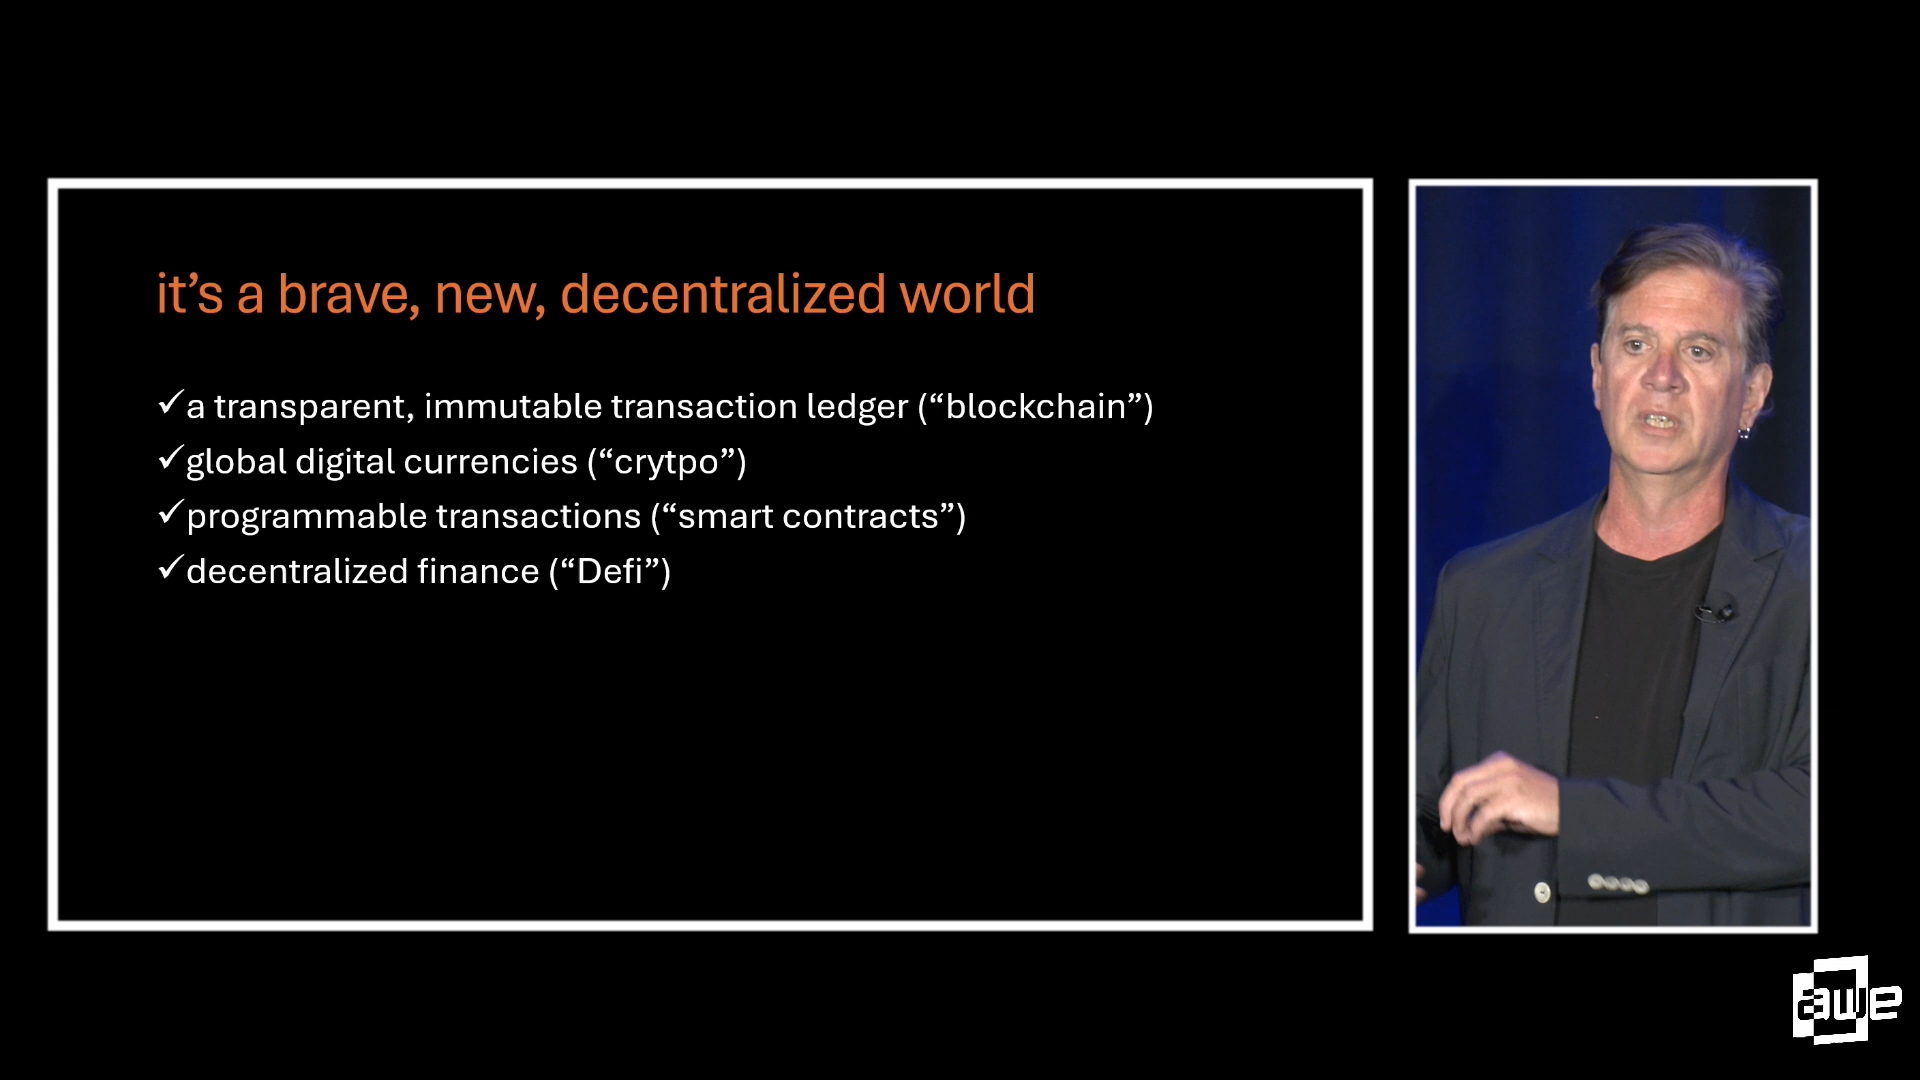 it’s a brave, new, decentralized world
✓a transparent, immutable transaction ledger (“blockchain”)
✓global digital currencies (“crytpo”)
✓programmable transactions (“smart contracts”)
✓decentralized finance (“Defi”)
awe